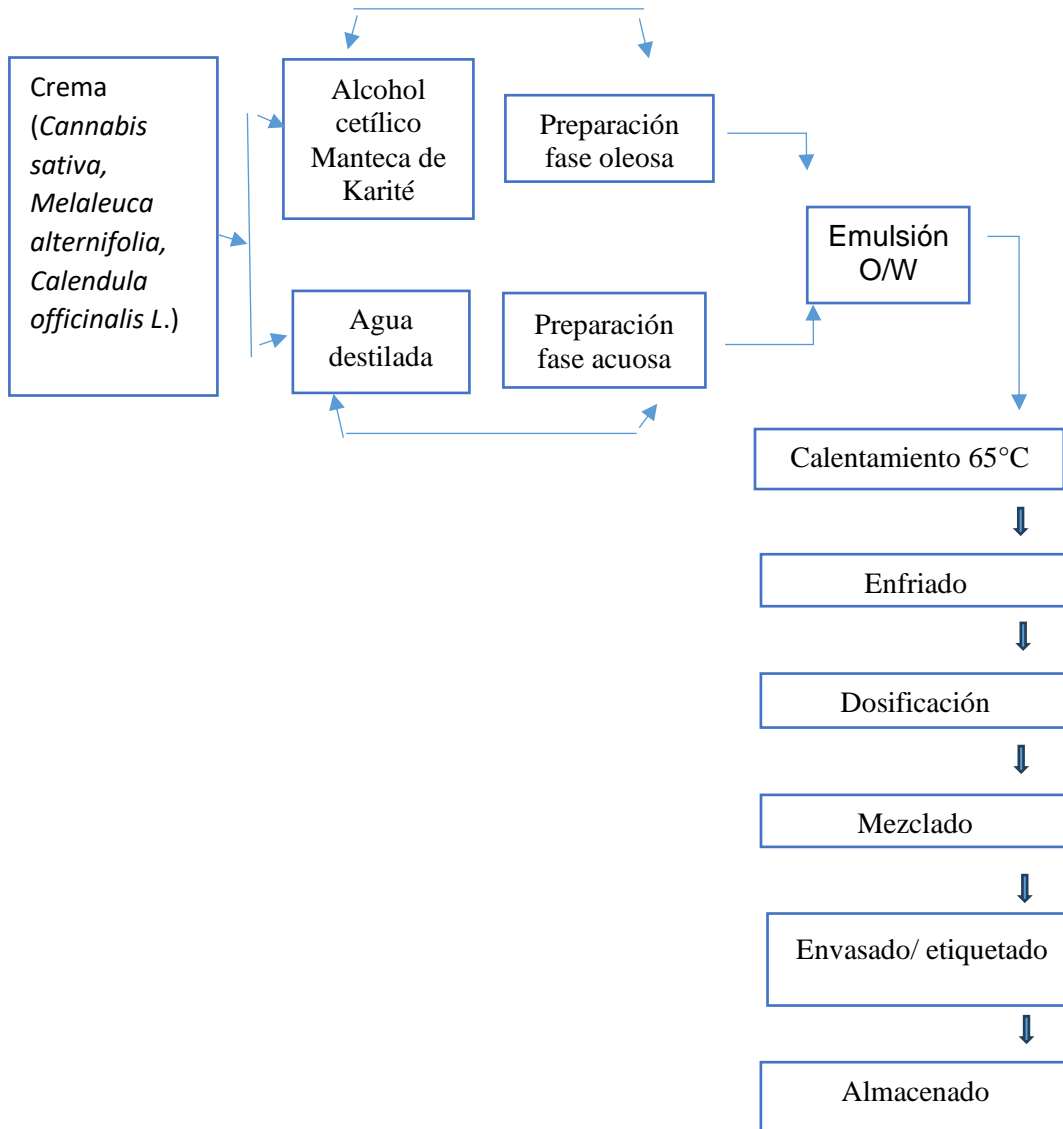 Crema
(Cannabis
sativa,
Melaleuca
alternifolia,
Calendula
officinalis L.)
Alcohol
cetílico
Manteca de
Karité
Preparación
fase oleosa
Agua
destilada
Preparación
fase acuosa
Emulsión
O/W
Calentamiento 65°C
Enfriado
Dosificación
Mezclado
Envasado/ etiquetado
Almacenado